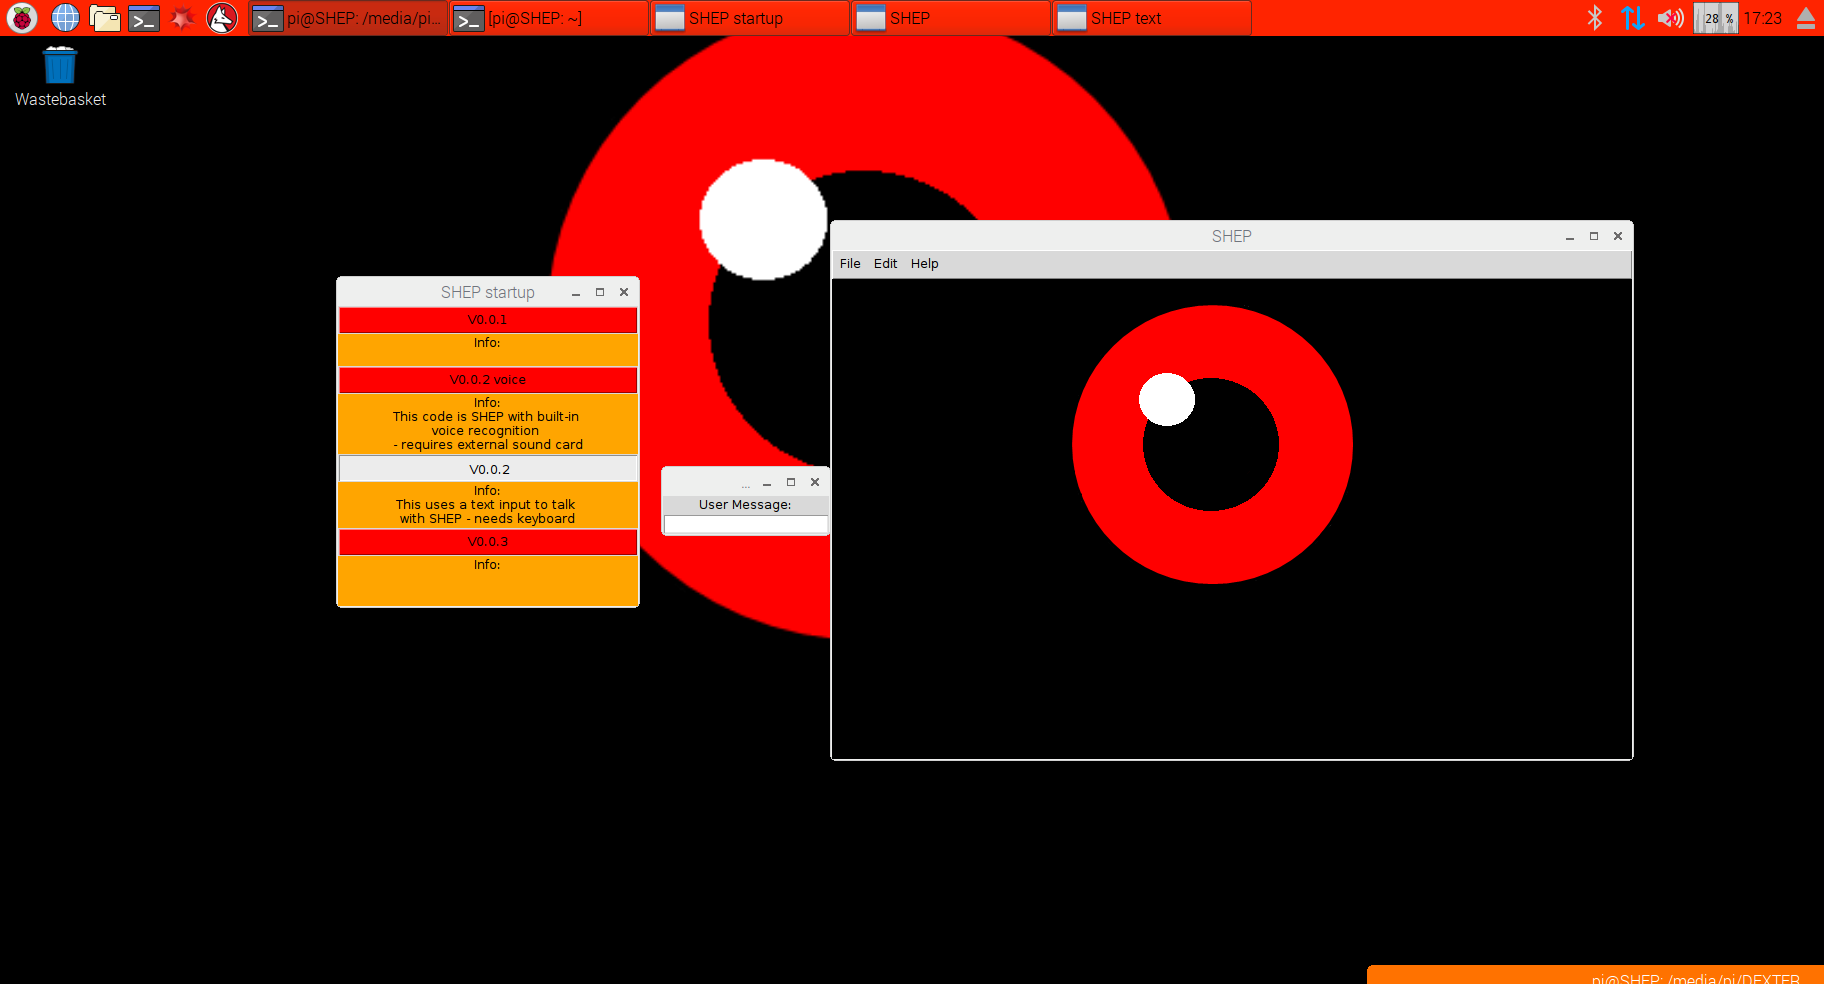 pi@SHEP: /media/pi...
[pi@SHEP: ~]
SHEP startup
SHEP
SHEP text
28 %
17:23
Wastebasket
SHEP
File Edit Help
SHEP startup
V0.0.1
Info:
V0.0.2 voice
Info:
This code is SHEP with built-in
voice recognition
- requires external sound card
V0.0.2
Info:
This uses a text input to talk
with SHEP - needs keyboard
V0.0.3
Info:
...
User Message:
pi@SHEP: /media/pi/DEXTER